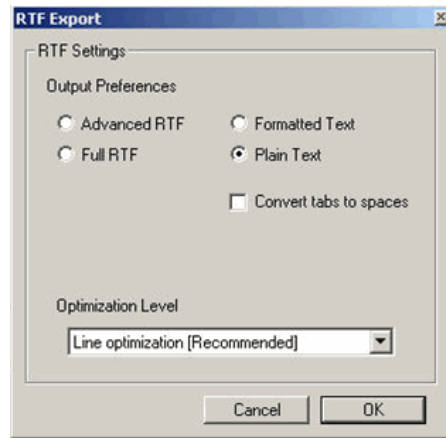 RTF Export
RTF Settings
Output Preferences
Advanced RTF
Formatted Text
Full RTF
Plain Text
Convert tabs to spaces
Optimization Level
Line optimization [Recommended]
Cancel
OK